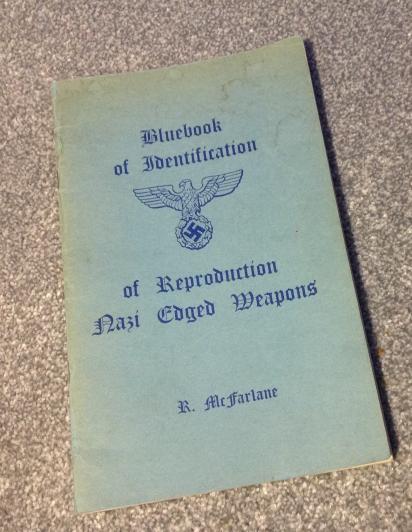 Bluebook
of Identification
of Reproduction
Nazi Edged Weapons
R. McFarlane